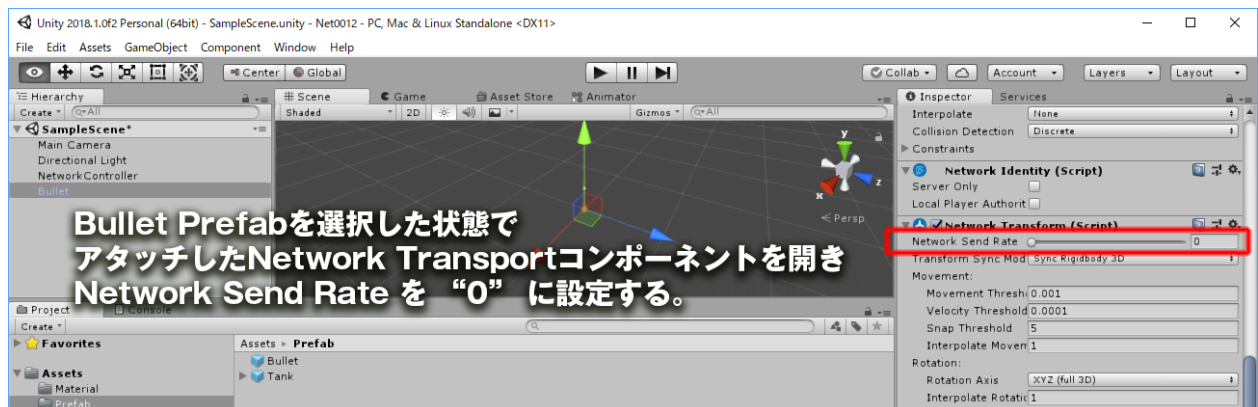 Unity 2018.1.0f2 Personal (64bit) - SampleScene.unity - Net0012 - PC, Mac & Linux Standalone <DX11>
File Edit Assets GameObject Component Window Help
Center Global Collab Account Layers Layout
Hierarchy
Create All
SampleScene*
Main Camera
Directional Light
NetworkController
Bullet
Scene Game Asset Store Animator
Shaded 2D Gizmos All
y
z
x
Persp
Bullet Prefabを選択した状態で
アタッチしたNetwork Transportコンポーネントを開き
Network Send Rate を “0” に設定する。
Inspector Services
Interpolate None
Collision Detection Discrete
Constraints
Network Identity (Script)
Server Only
Local Player Authorit
Network Transform (Script)
Network Send Rate 0
Transform Sync Mod Sync Rigidbody 3D
Movement:
Movement Thresh 0.001
Velocity Threshold 0.0001
Snap Threshold 5
Interpolate Movem 1
Rotation:
Rotation Axis XYZ (full 3D)
Interpolate Rotatic 1
Project Console
Create
Favorites
Assets
Material
Prefab
Assets Prefab
Bullet
Tank